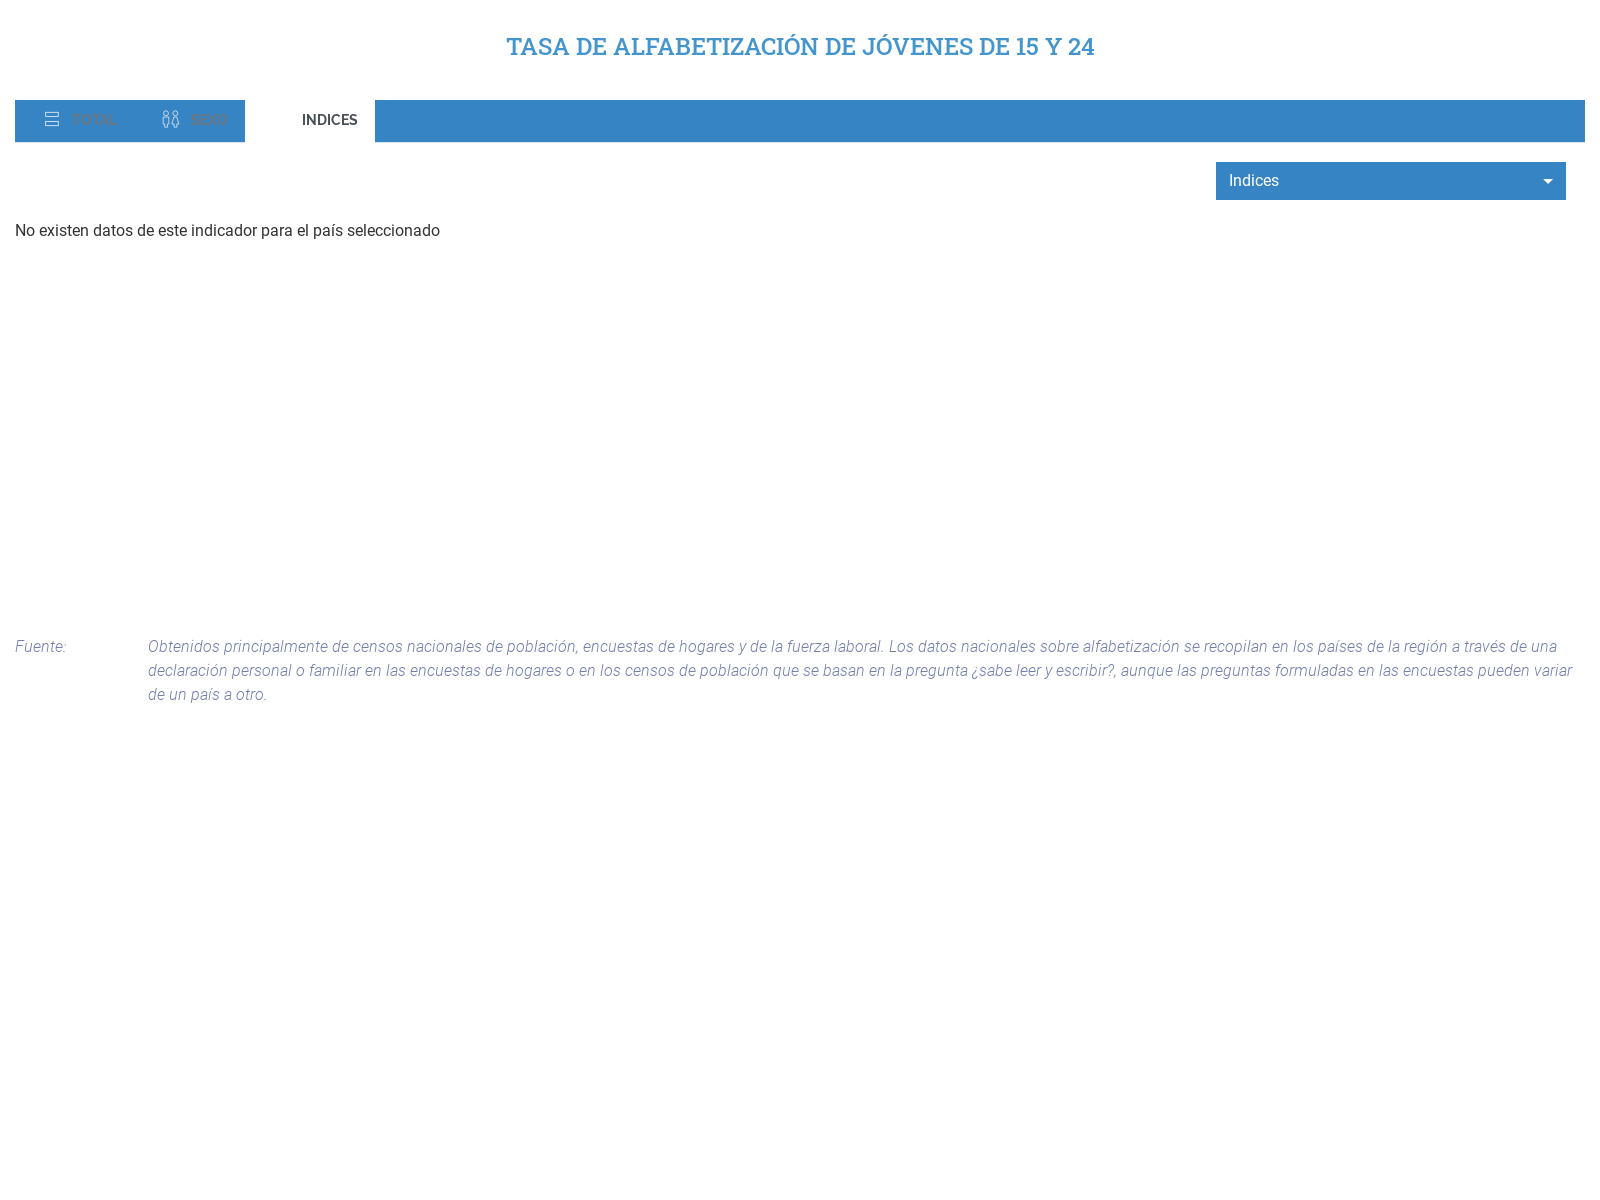 TASA DE ALFABETIZACIÓN DE JÓVENES DE 15 Y 24
TOTAL SEXO INDICES
Indices
No existen datos de este indicador para el país seleccionado
Fuente: Obtenidos principalmente de censos nacionales de población, encuestas de hogares y de la fuerza laboral. Los datos nacionales sobre alfabetización se recopilan en los países de la región a través de una
declaración personal o familiar en las encuestas de hogares o en los censos de población que se basan en la pregunta ¿sabe leer y escribir?, aunque las preguntas formuladas en las encuestas pueden variar
de un país a otro.